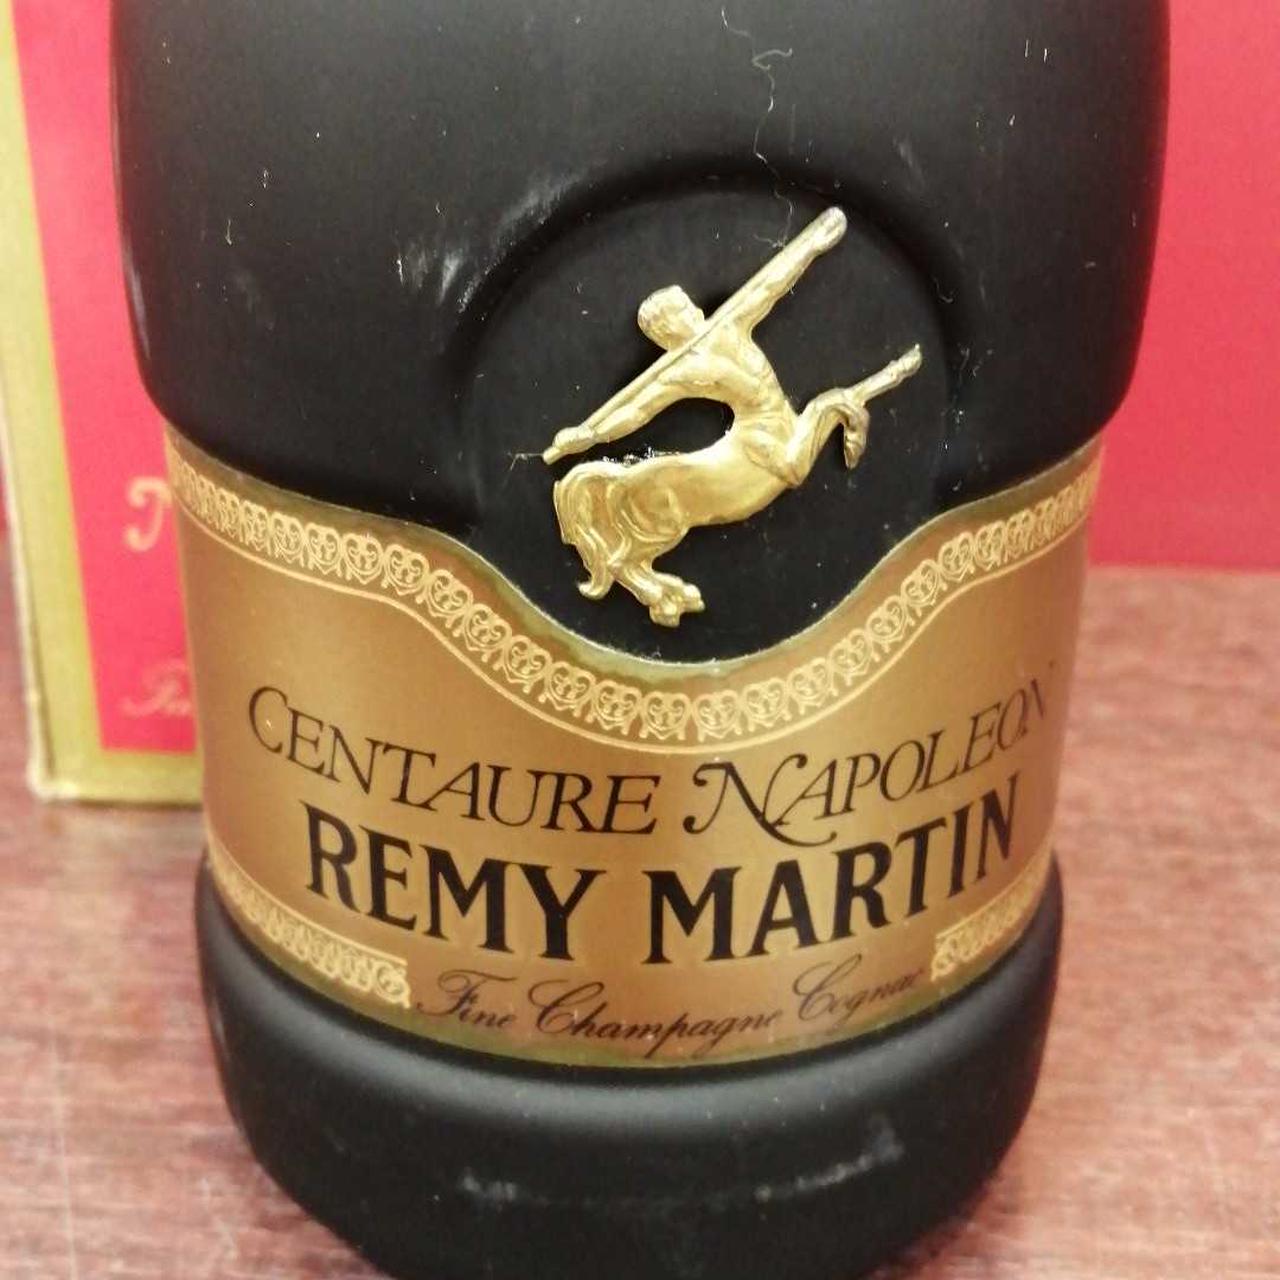 CENTAURE NAPOLEON
REMY MARTIN
Fine Champagne Cognac